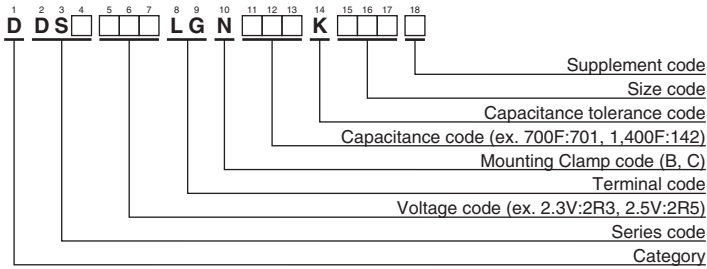 1 2 3 4 5 6 7 8 9 10 11 12 13 14 15 16 17 18
D D S L G N K
Supplement code
Size code
Capacitance tolerance code
Capacitance code (ex. 700F:701, 1,400F:142)
Mounting Clamp code (B, C)
Terminal code
Voltage code (ex. 2.3V:2R3, 2.5V:2R5)
Series code
Category